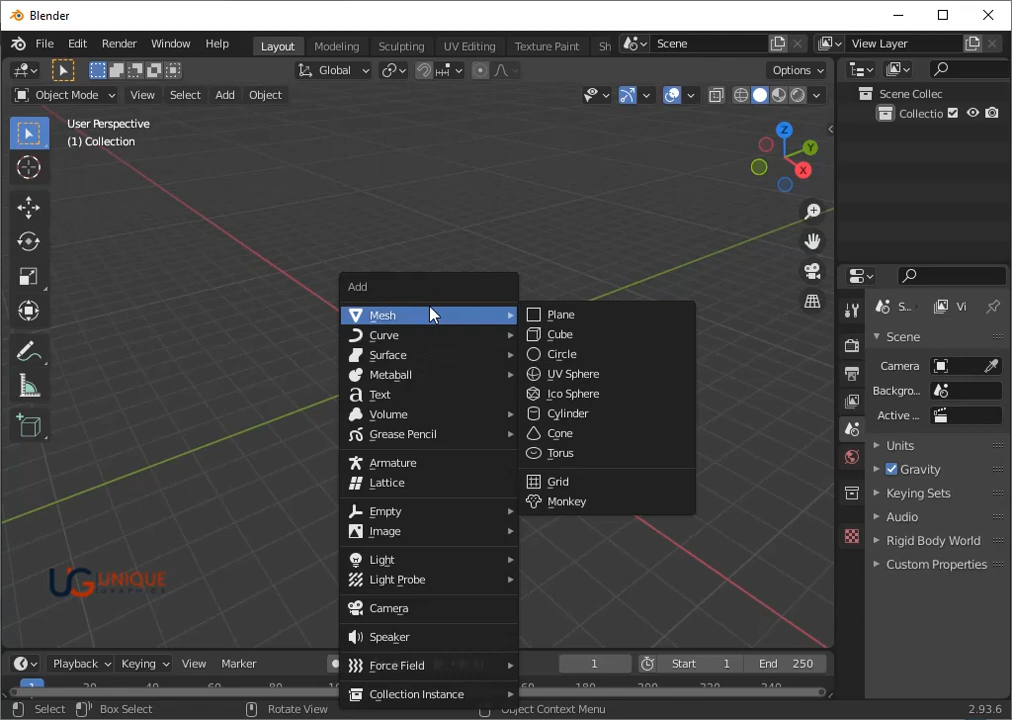 Blender
File Edit Render Window Help Layout Modeling Sculpting UV Editing Texture Paint Sh Scene View Layer
Global Options
Object Mode View Select Add Object
Scene Collec
Collectio
User Perspective
(1) Collection
Z
Y
X
Add
Mesh
Curve
Surface
Metaball
Text
Volume
Grease Pencil
Armature
Lattice
Empty
Image
Light
Light Probe
Camera
Speaker
Force Field
Collection Instance
Plane
Cube
Circle
UV Sphere
Ico Sphere
Cylinder
Cone
Torus
Grid
Monkey
S... Vi
Scene
Camera
Backgro...
Active ...
Units
Gravity
Keying Sets
Audio
Rigid Body World
Custom Properties
UG UNIQUE
GRAPHICS
Playback Keying View Marker 1 Start 1 End 250
1
Select Box Select Rotate View Object Context Menu 2.93.6